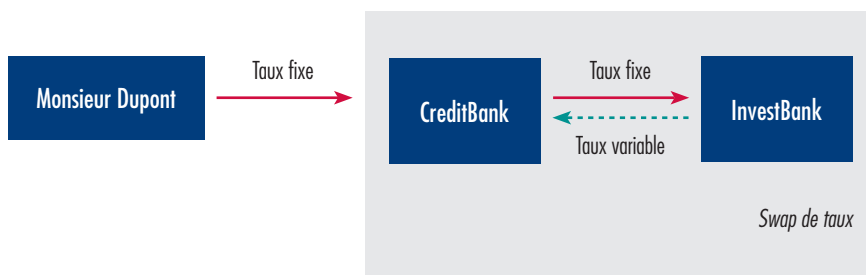 Monsieur Dupont
Taux fixe
CreditBank
Taux fixe
Taux variable
InvestBank
Swap de taux